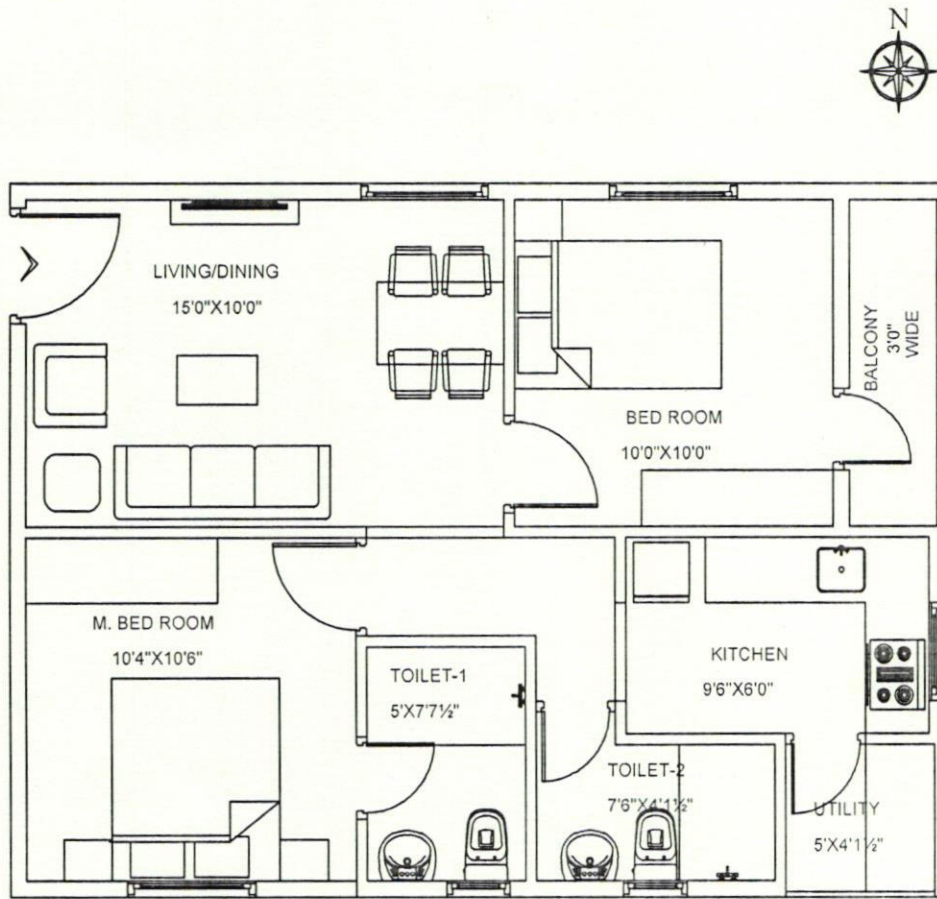 N
LIVING/DINING
15'0"X10'0"
BED ROOM
10'0"X10'0"
BALCONY
3'0"
WIDE
M. BED ROOM
10'4"X10'6"
TOILET-1
5'X7'7½"
KITCHEN
9'6"X6'0"
TOILET-2
7'6"X4'1½"
UTILITY
5'X4'1½"